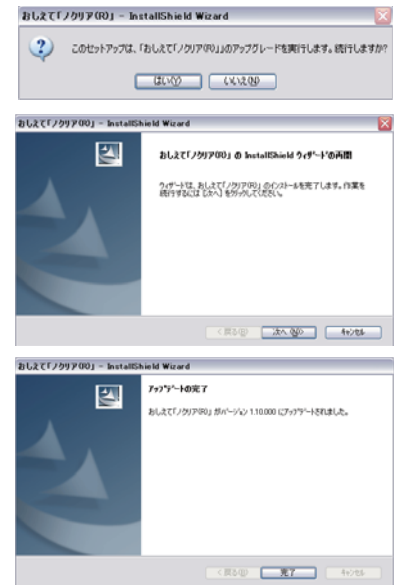 おしえて「ノクリア(R)」 - InstallShield Wizard
このセットアップは、「おしえて「ノクリア(R)」」のアップグレードを実行します。続行しますか?
はい(Y)
いいえ(N)
おしえて「ノクリア(R)」 - InstallShield Wizard
おしえて「ノクリア(R)」 の InstallShield ウィザードの再開
ウィザードは、おしえて「ノクリア(R)」 のインストールを完了します。作業を
続行するには [次へ] をクリックしてください。
< 戻る(B)
次へ(N) >
キャンセル
おしえて「ノクリア(R)」 - InstallShield Wizard
アップデートの完了
おしえて「ノクリア(R)」 がバージョン 1.10.000 にアップデートされました。
< 戻る(B)
完了
キャンセル